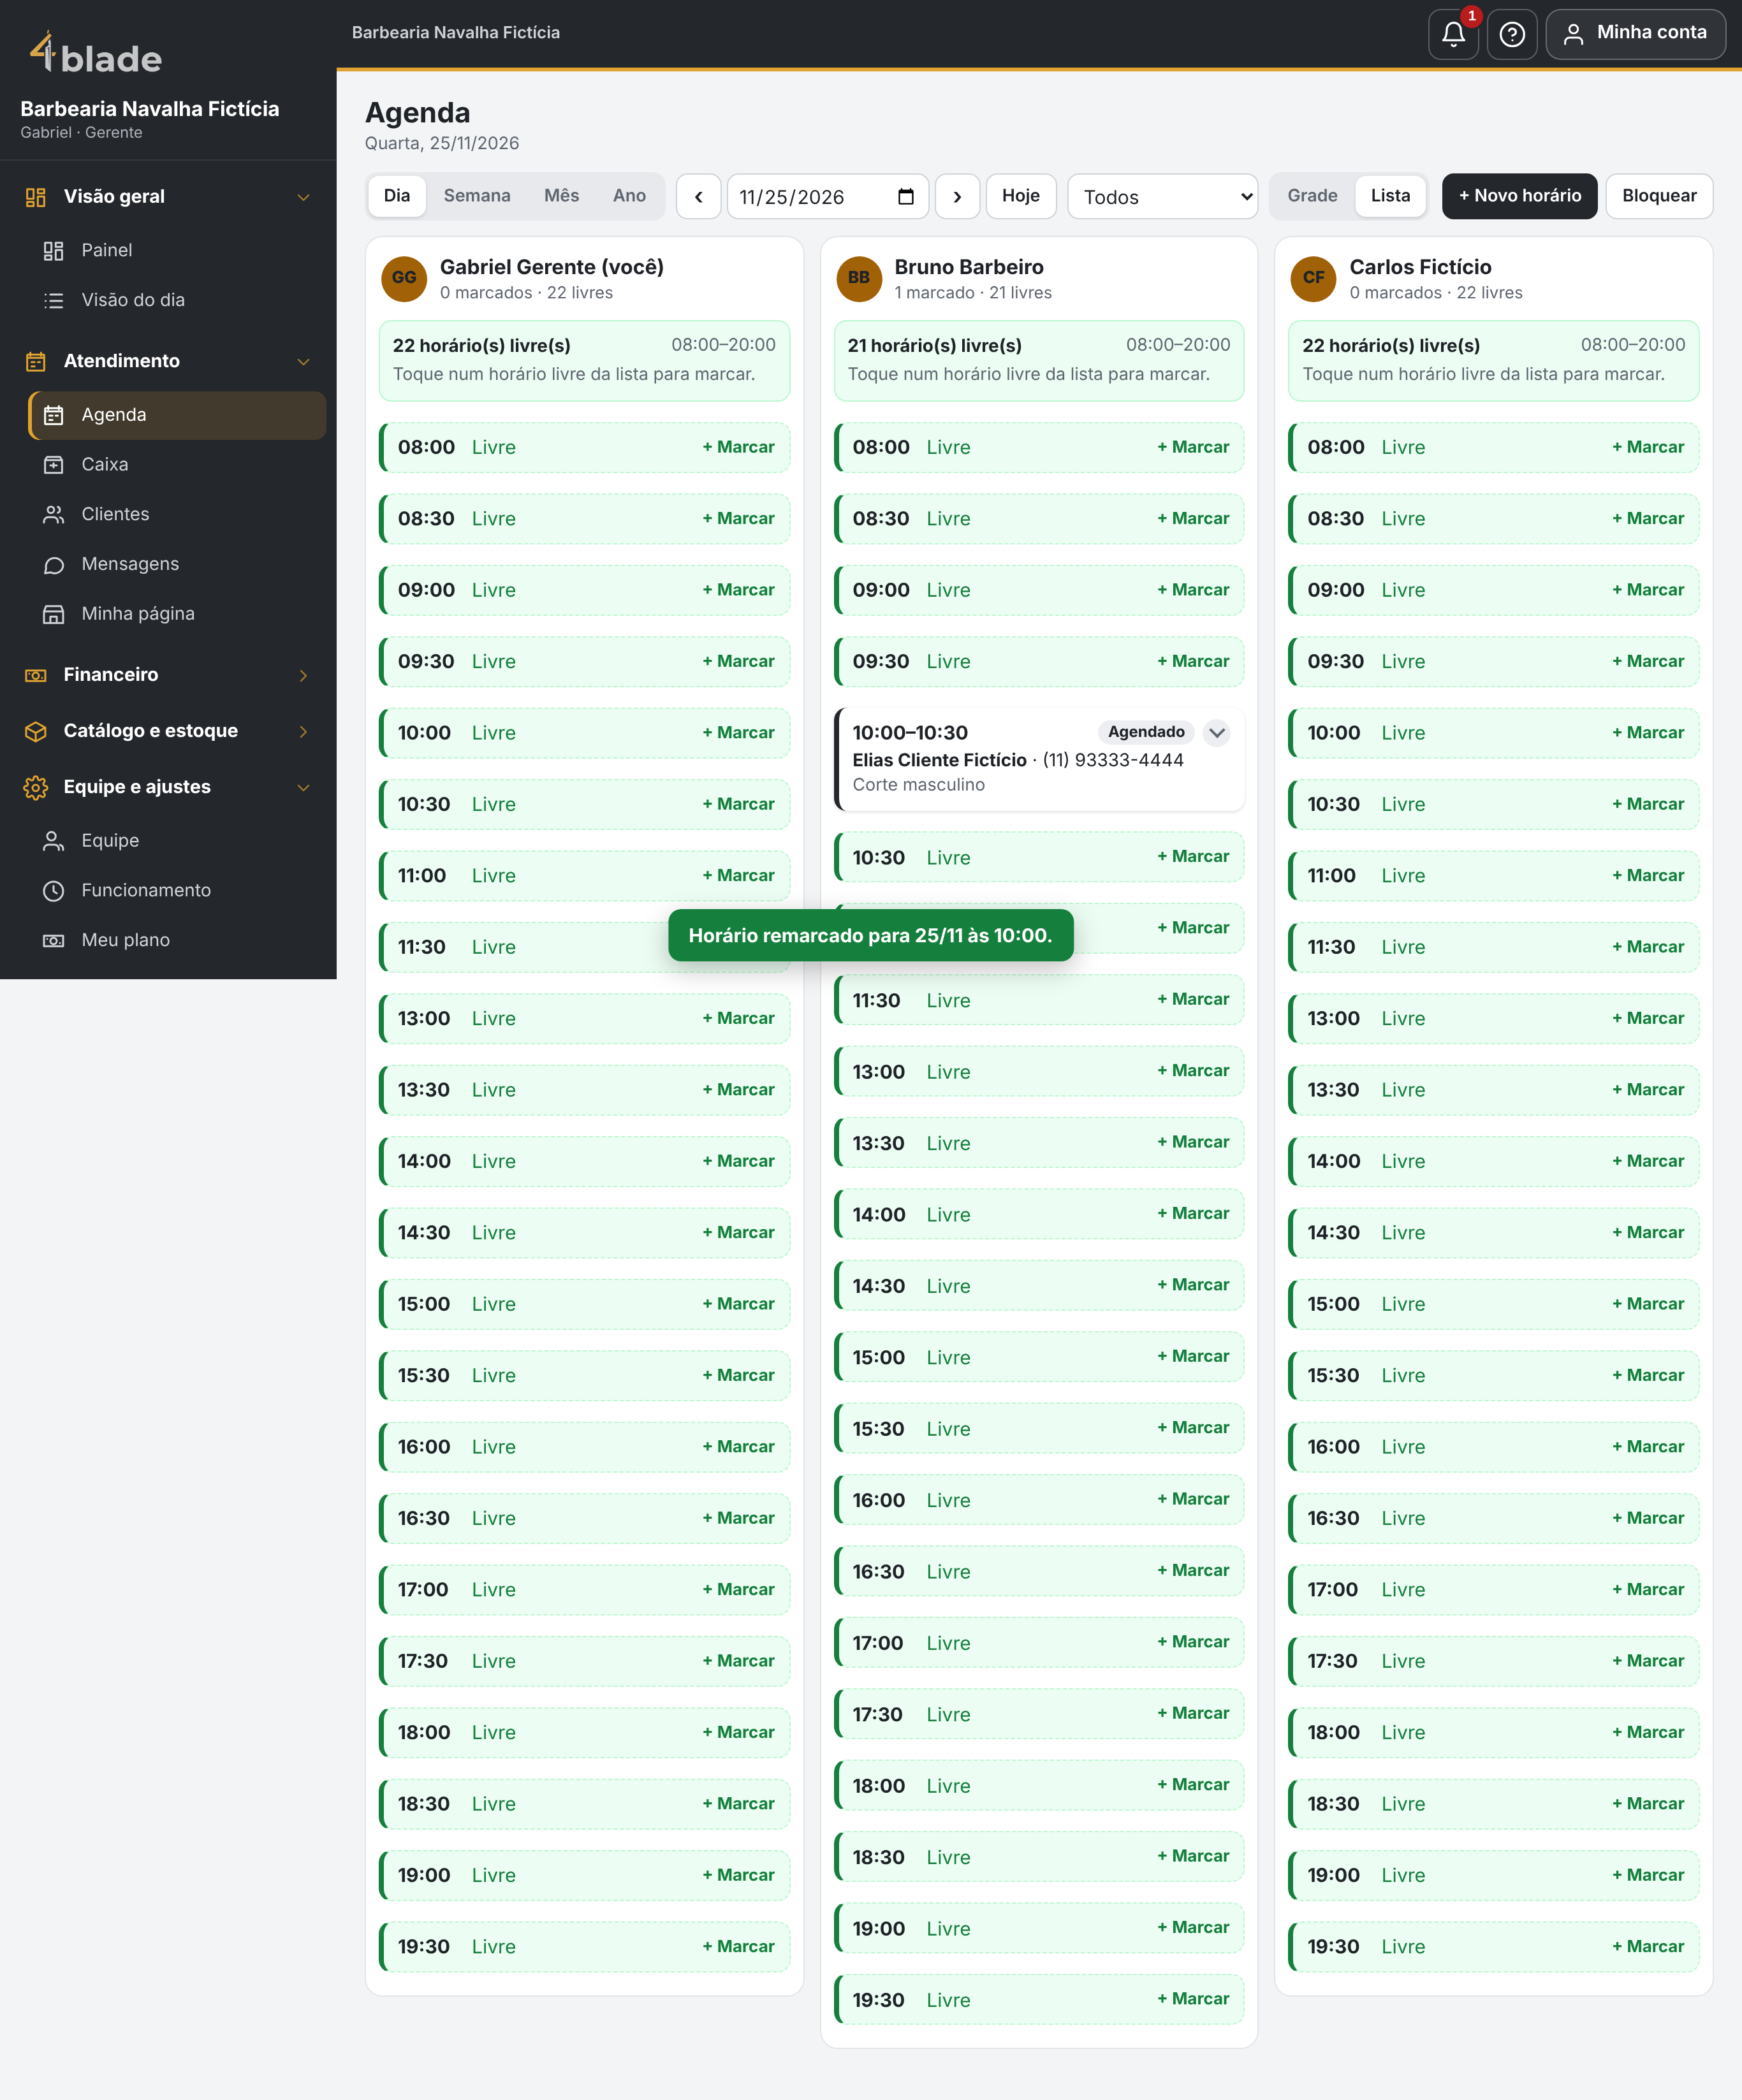 4blade
Barbearia Navalha Fictícia
Gabriel · Gerente
Visão geral
Painel
Visão do dia
Atendimento
Agenda
Caixa
Clientes
Mensagens
Minha página
Financeiro
Catálogo e estoque
Equipe e ajustes
Equipe
Funcionamento
Meu plano
Barbearia Navalha Fictícia
1
Minha conta
Agenda
Quarta, 25/11/2026
Dia Semana Mês Ano ‹ 11/25/2026 › Hoje Todos Grade Lista + Novo horário Bloquear
GG
Gabriel Gerente (você)
0 marcados · 22 livres
22 horário(s) livre(s) 08:00–20:00
Toque num horário livre da lista para marcar.
08:00 Livre + Marcar
08:30 Livre + Marcar
09:00 Livre + Marcar
09:30 Livre + Marcar
10:00 Livre + Marcar
10:30 Livre + Marcar
11:00 Livre + Marcar
11:30 Livre
13:00 Livre + Marcar
13:30 Livre + Marcar
14:00 Livre + Marcar
14:30 Livre + Marcar
15:00 Livre + Marcar
15:30 Livre + Marcar
16:00 Livre + Marcar
16:30 Livre + Marcar
17:00 Livre + Marcar
17:30 Livre + Marcar
18:00 Livre + Marcar
18:30 Livre + Marcar
19:00 Livre + Marcar
19:30 Livre + Marcar
BB
Bruno Barbeiro
1 marcado · 21 livres
21 horário(s) livre(s) 08:00–20:00
Toque num horário livre da lista para marcar.
08:00 Livre + Marcar
08:30 Livre + Marcar
09:00 Livre + Marcar
09:30 Livre + Marcar
10:00–10:30 Agendado
Elias Cliente Fictício · (11) 93333-4444
Corte masculino
10:30 Livre + Marcar
+ Marcar
Horário remarcado para 25/11 às 10:00.
11:30 Livre + Marcar
13:00 Livre + Marcar
13:30 Livre + Marcar
14:00 Livre + Marcar
14:30 Livre + Marcar
15:00 Livre + Marcar
15:30 Livre + Marcar
16:00 Livre + Marcar
16:30 Livre + Marcar
17:00 Livre + Marcar
17:30 Livre + Marcar
18:00 Livre + Marcar
18:30 Livre + Marcar
19:00 Livre + Marcar
19:30 Livre + Marcar
CF
Carlos Fictício
0 marcados · 22 livres
22 horário(s) livre(s) 08:00–20:00
Toque num horário livre da lista para marcar.
08:00 Livre + Marcar
08:30 Livre + Marcar
09:00 Livre + Marcar
09:30 Livre + Marcar
10:00 Livre + Marcar
10:30 Livre + Marcar
11:00 Livre + Marcar
11:30 Livre + Marcar
13:00 Livre + Marcar
13:30 Livre + Marcar
14:00 Livre + Marcar
14:30 Livre + Marcar
15:00 Livre + Marcar
15:30 Livre + Marcar
16:00 Livre + Marcar
16:30 Livre + Marcar
17:00 Livre + Marcar
17:30 Livre + Marcar
18:00 Livre + Marcar
18:30 Livre + Marcar
19:00 Livre + Marcar
19:30 Livre + Marcar